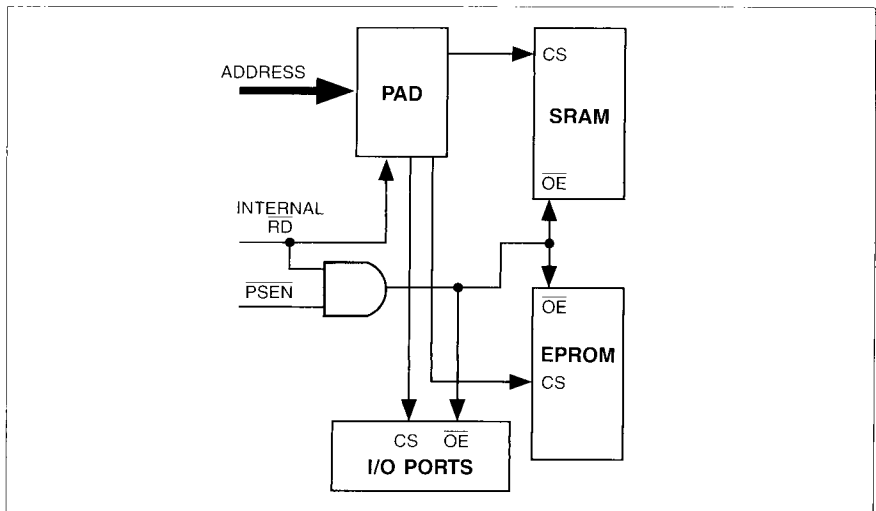 ADDRESS
PAD
CS
SRAM
OE
INTERNAL
RD
PSEN
OE
EPROM
CS
CS OE
I/O PORTS